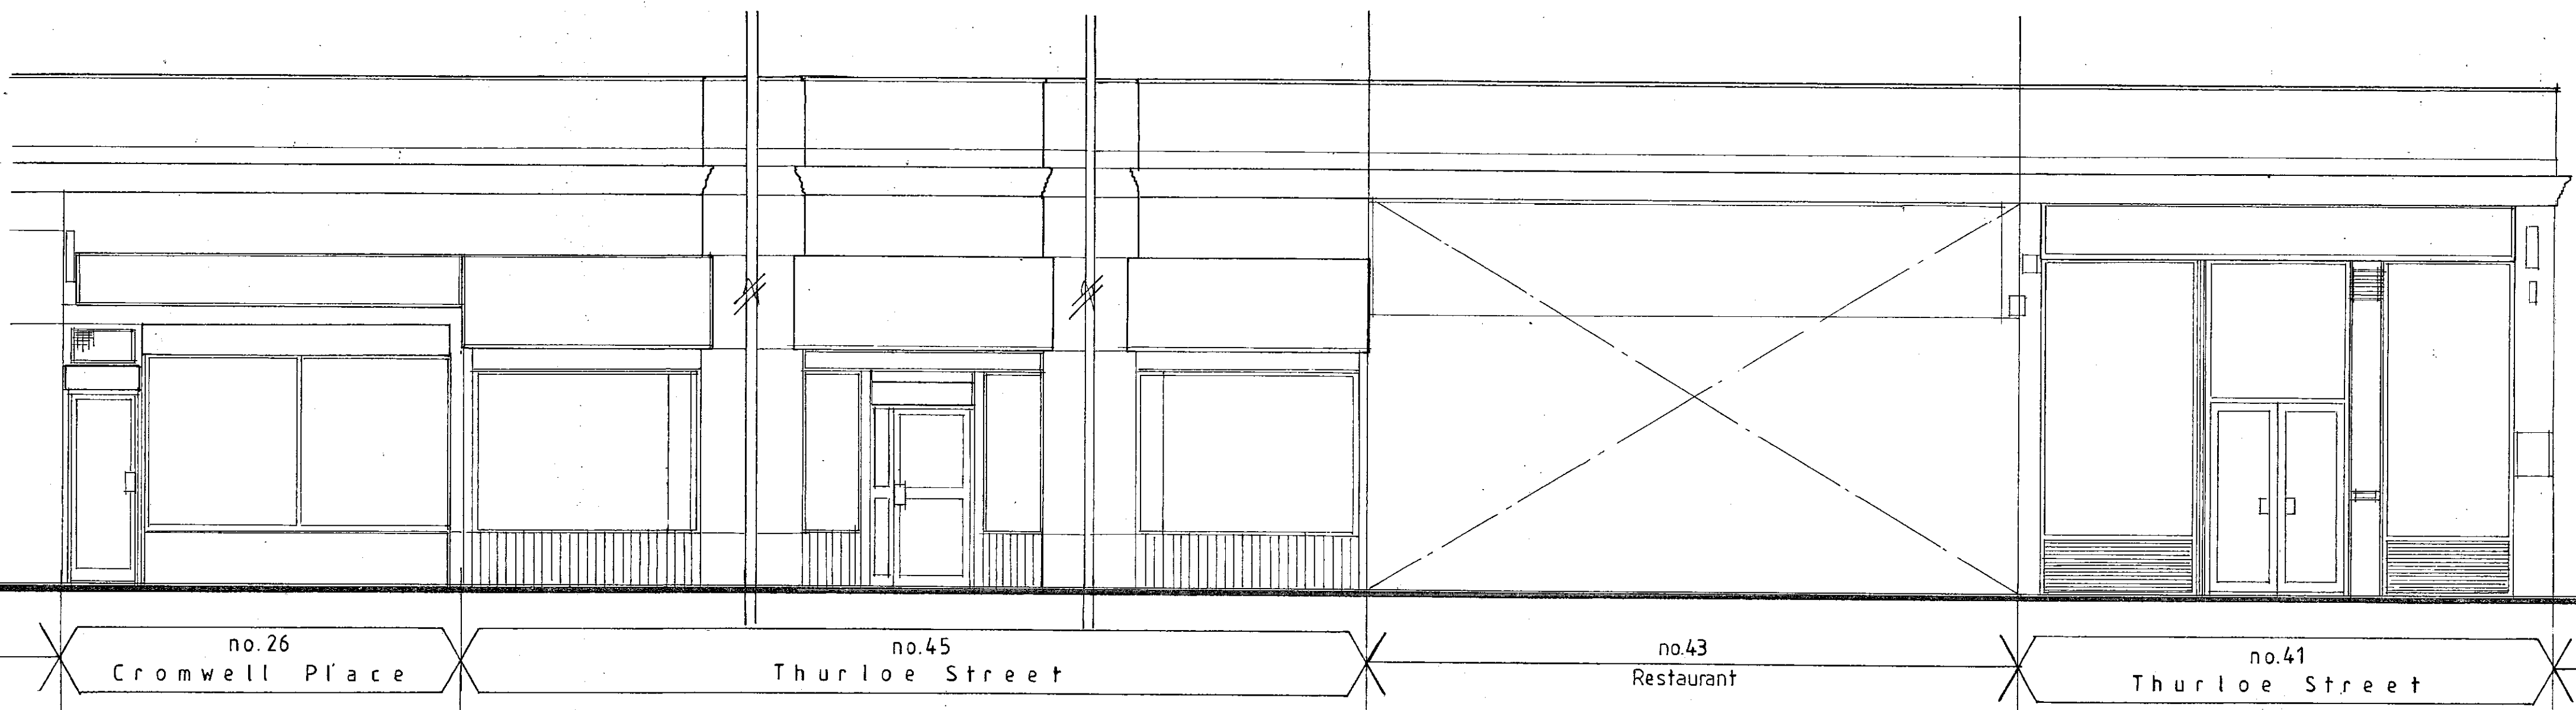 no.26
Cromwell Place
no.45
Thurloe Street
no.43
Restaurant
no.41
Thurloe Street